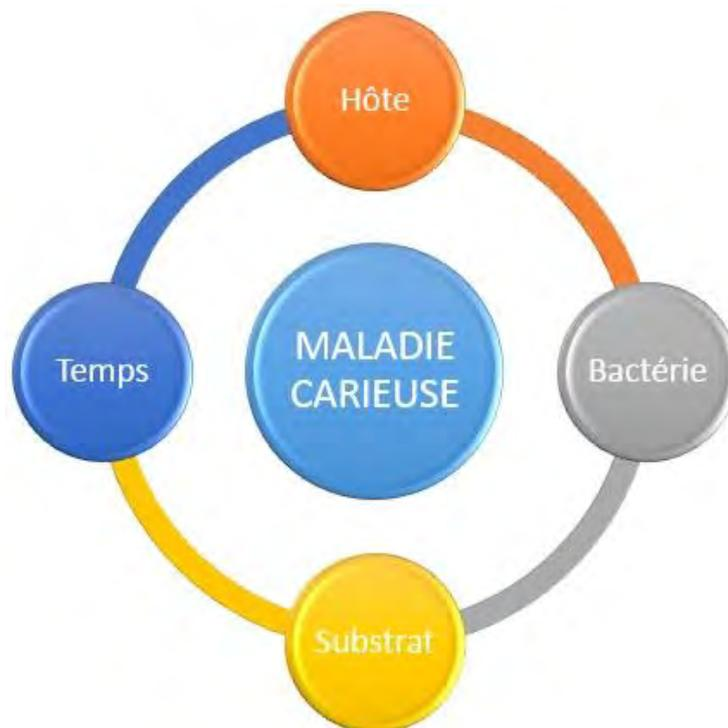 Hôte
Temps
MALADIE
CARIEUSE
Bactérie
Substrat